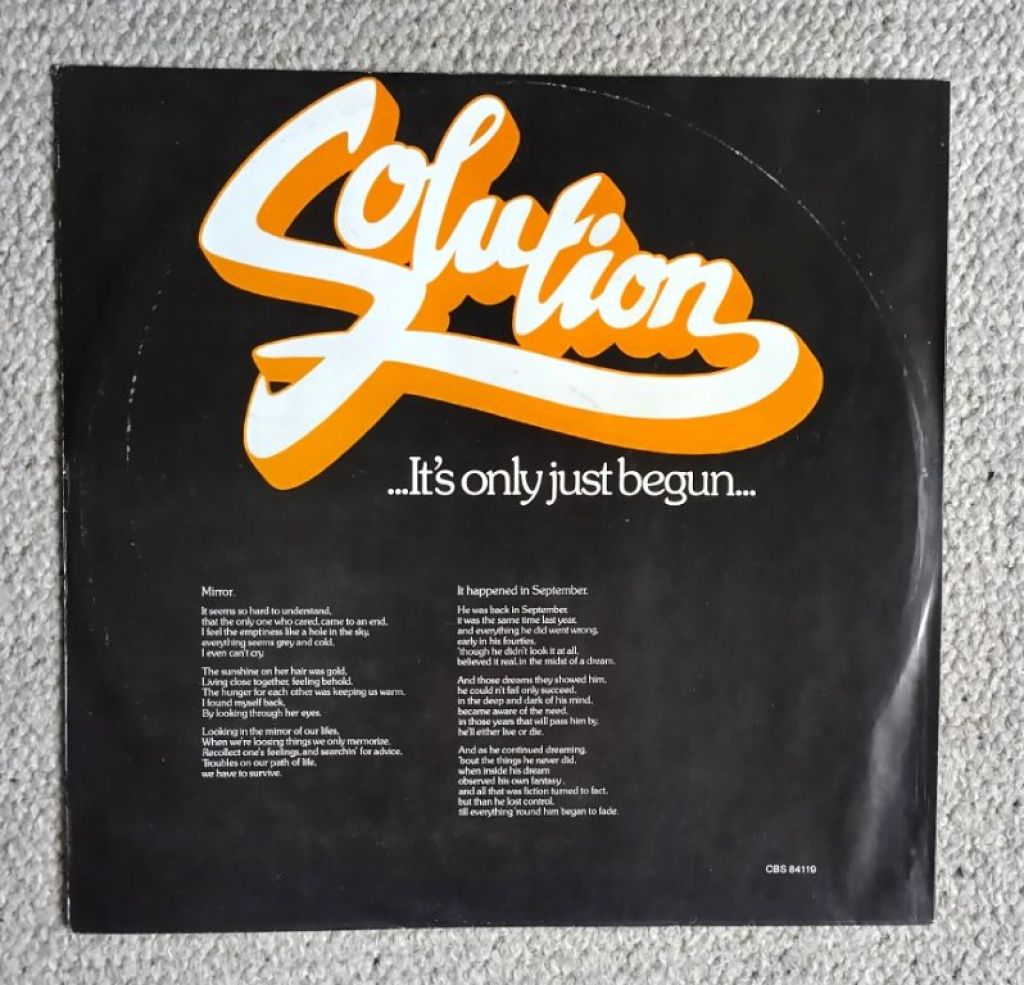 Solution
...It's only just begun...
Mirror.
It seems so hard to understand,
that the only one who cared, came to an end.
I feel the emptiness like a hole in the sky,
everything seems grey and cold,
I even can't cry.
The sunshine on her hair was gold,
Living close together, feeling behold,
The hunger for each other was keeping us warm.
I found myself back,
By looking through her eyes.
Looking in the mirror of our lifes,
When we're loosing things we only memorize,
Recollect one's feelings, and searchin' for advice,
Troubles on our path of life,
we have to survive.
It happened in September.
He was back in September,
it was the same time last year,
and everything he did went wrong,
early in his fourties,
'though he didn't look it at all,
believed it real, in the midst of a dream.
And those dreams they showed him,
he could n't fail only succeed,
in the deep and dark of his mind,
became aware of the need,
in those years that will pass him by,
he'll either live or die.
And as he continued dreaming,
'bout the things he never did,
when inside his dream
observed his own fantasy,
and all that was fiction turned to fact,
but than he lost control,
till everything 'round him began to fade.
CBS 84119